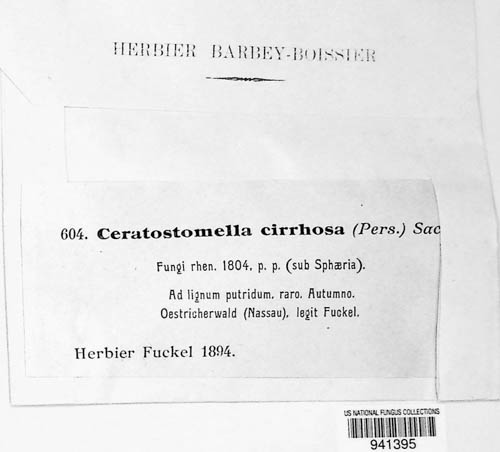 HERBIER BARBEY-BOISSIER
604. Ceratostomella cirrhosa (Pers.) Sac
Fungi rhen. 1804, p. p. (sub Sphæria).
Ad lignum putridum, raro. Autumno.
Oestricherwald (Nassau), legit Fuckel.
Herbier Fuckel 1894.
US NATIONAL FUNGUS COLLECTIONS
941395